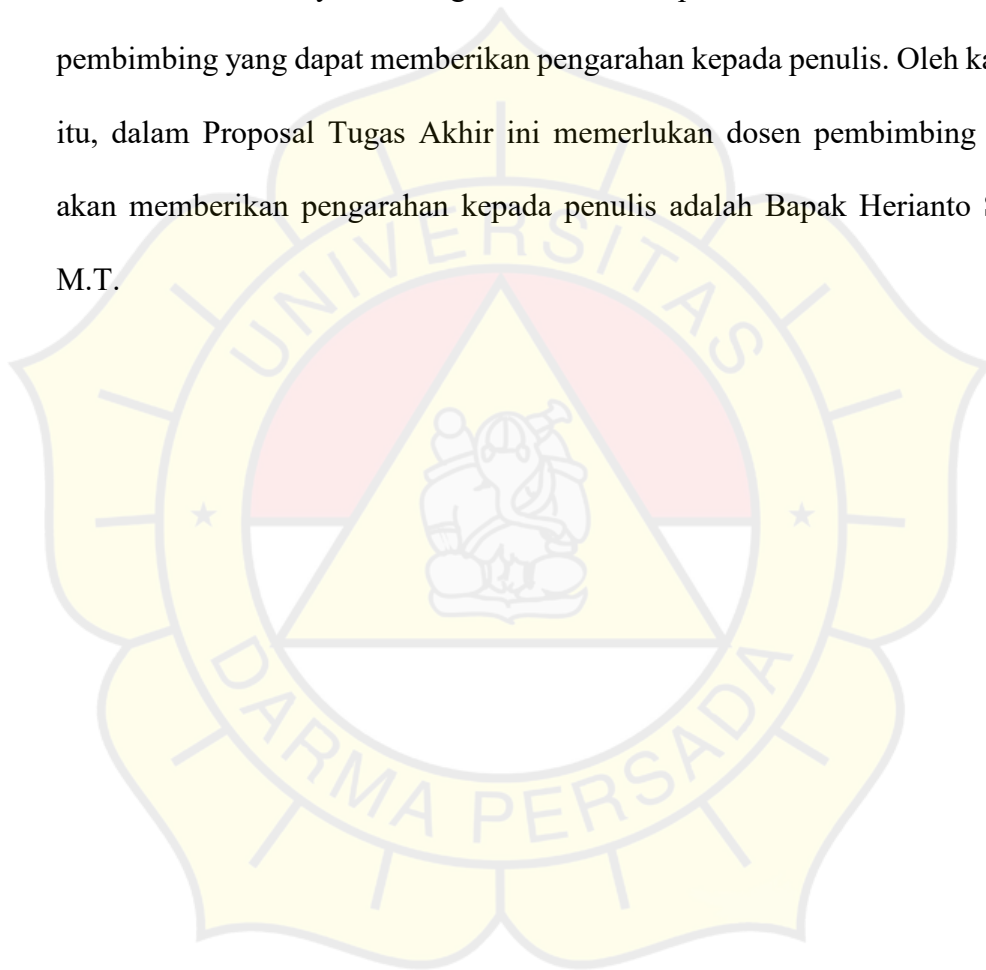 pembimbing yang dapat memberikan pengarahan kepada penulis. Oleh
itu, dalam Proposal Tugas Akhir ini memerlukan dosen pembimbing
akan memberikan pengarahan kepada penulis adalah Bapak Herianto
M.T.
UNIVERSITAS
DARMA PERSADA